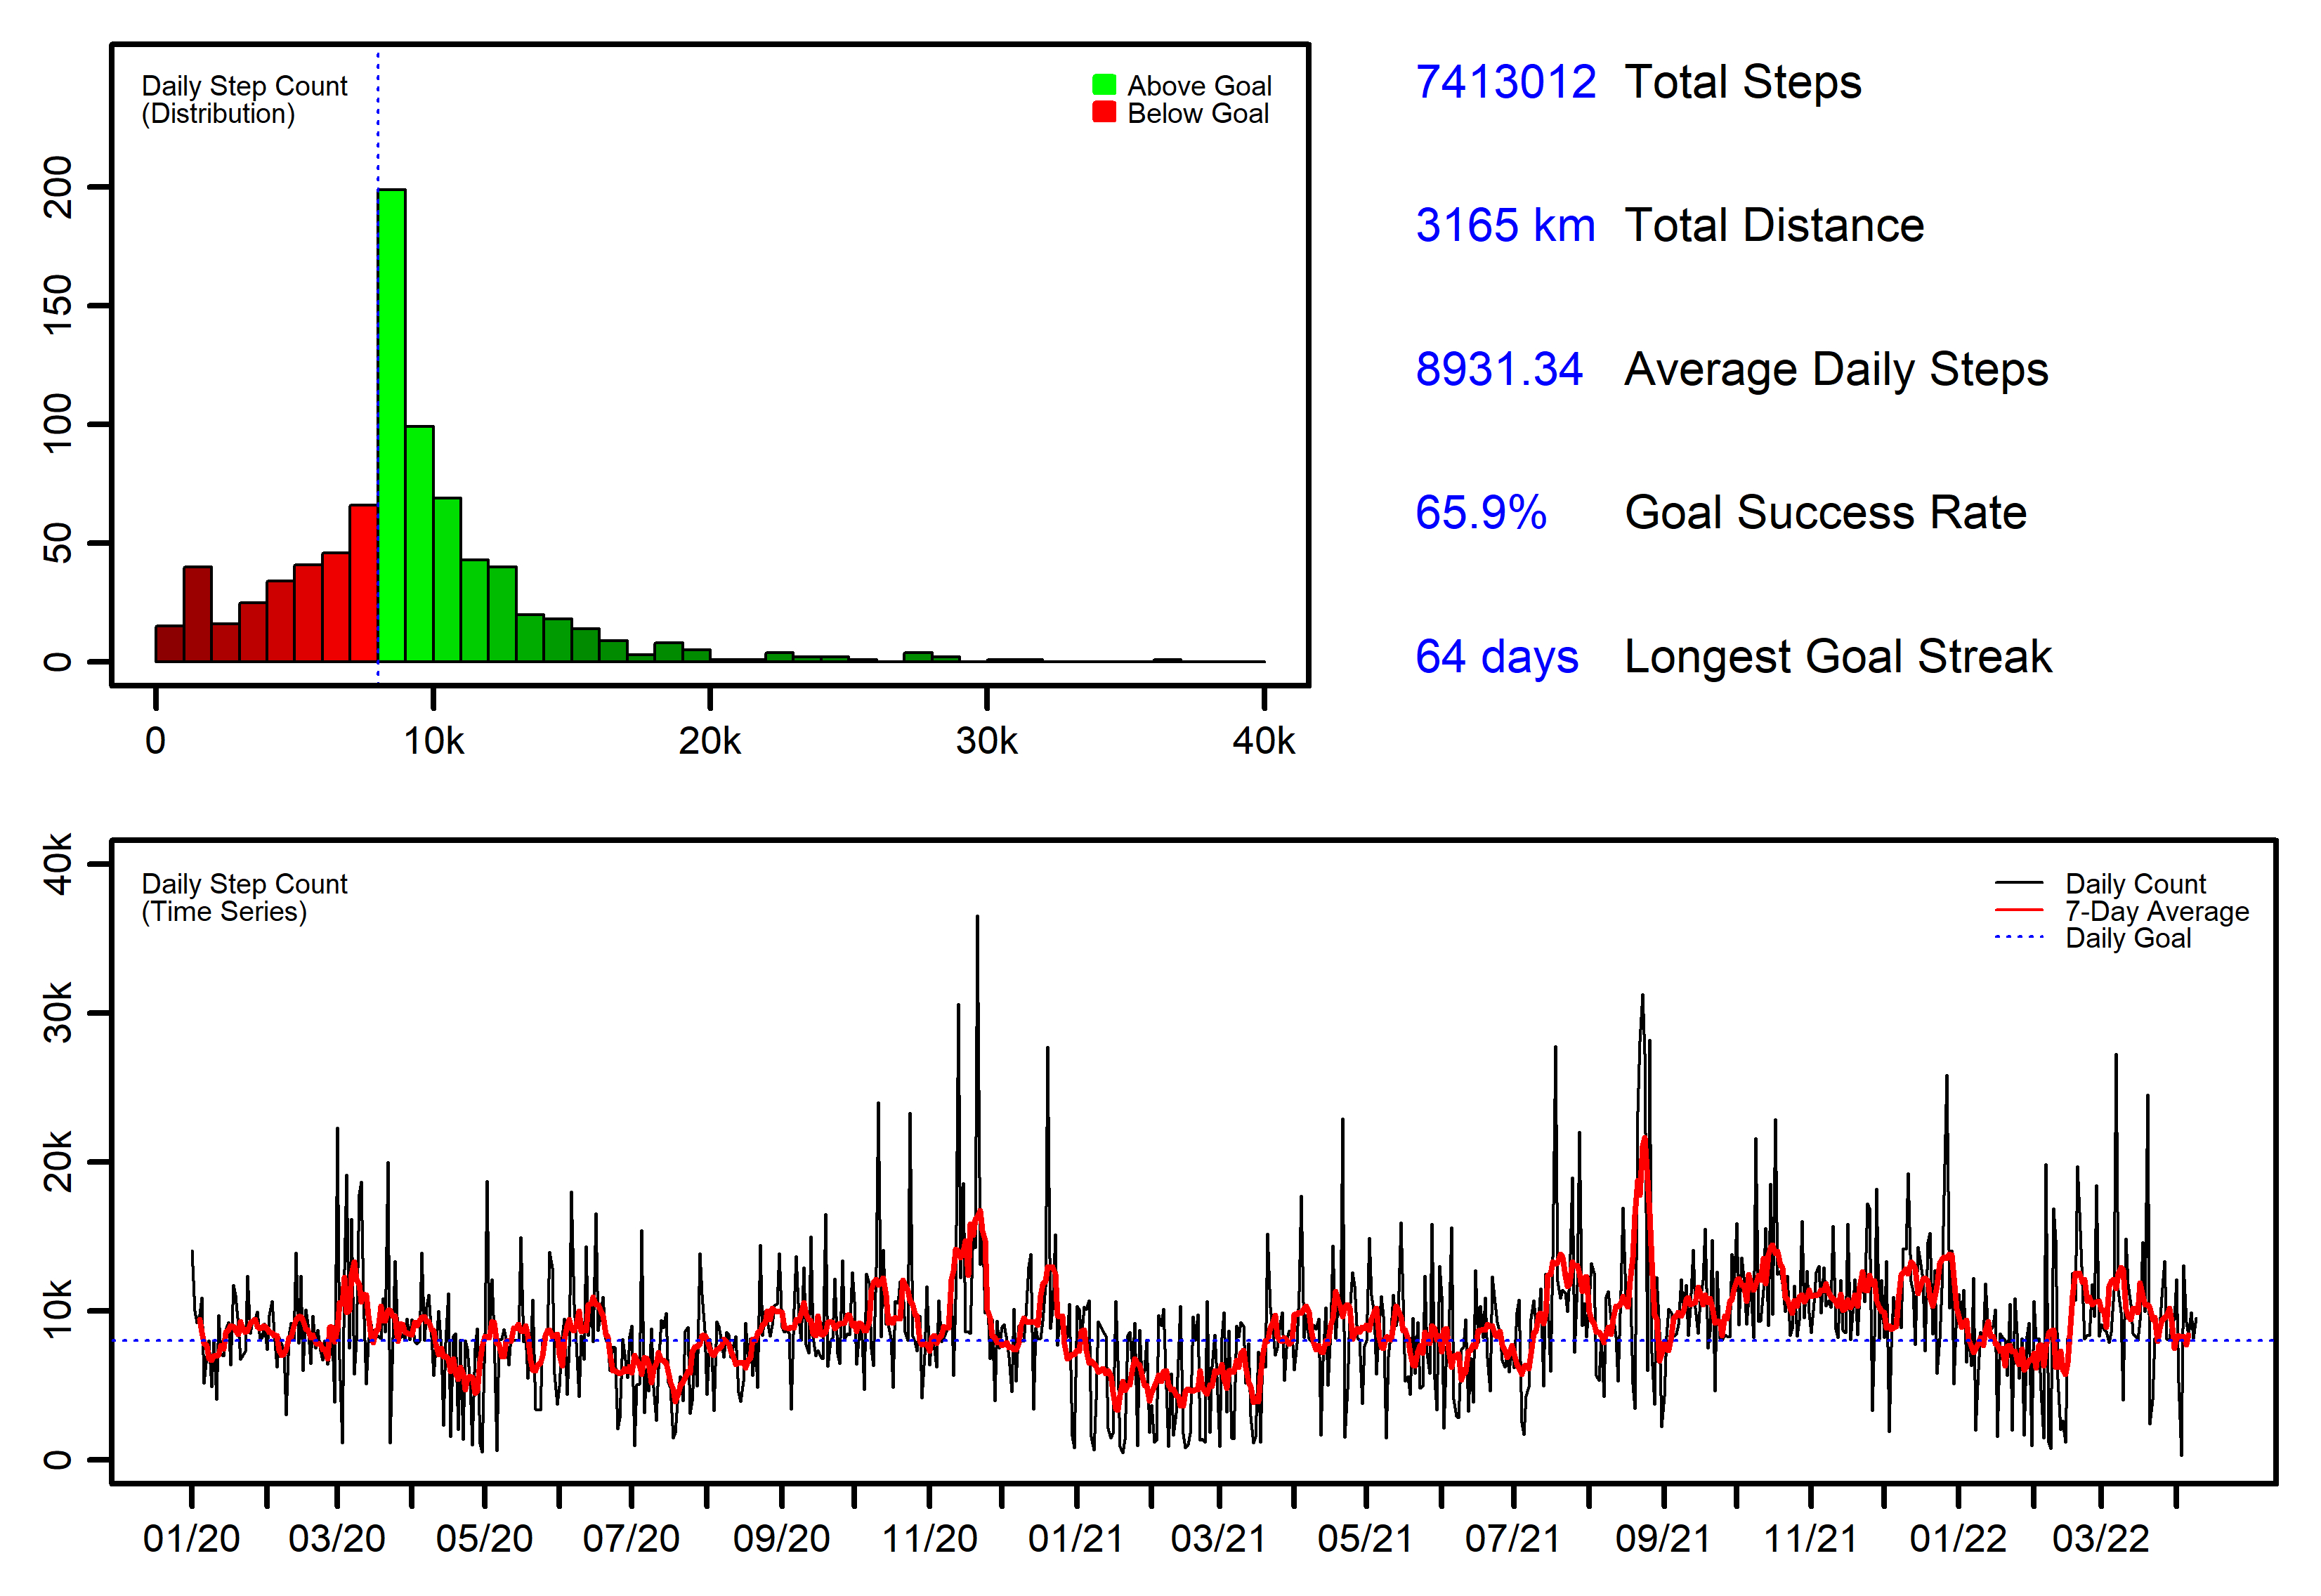 Daily Step Count
(Distribution)
Above Goal
Below Goal
200
150
100
50
0
0 10k 20k 30k 40k
7413012 Total Steps
3165 km Total Distance
8931.34 Average Daily Steps
65.9% Goal Success Rate
64 days Longest Goal Streak
Daily Step Count
(Time Series)
Daily Count
7-Day Average
Daily Goal
40k
30k
20k
10k
0
01/20 03/20 05/20 07/20 09/20 11/20 01/21 03/21 05/21 07/21 09/21 11/21 01/22 03/22